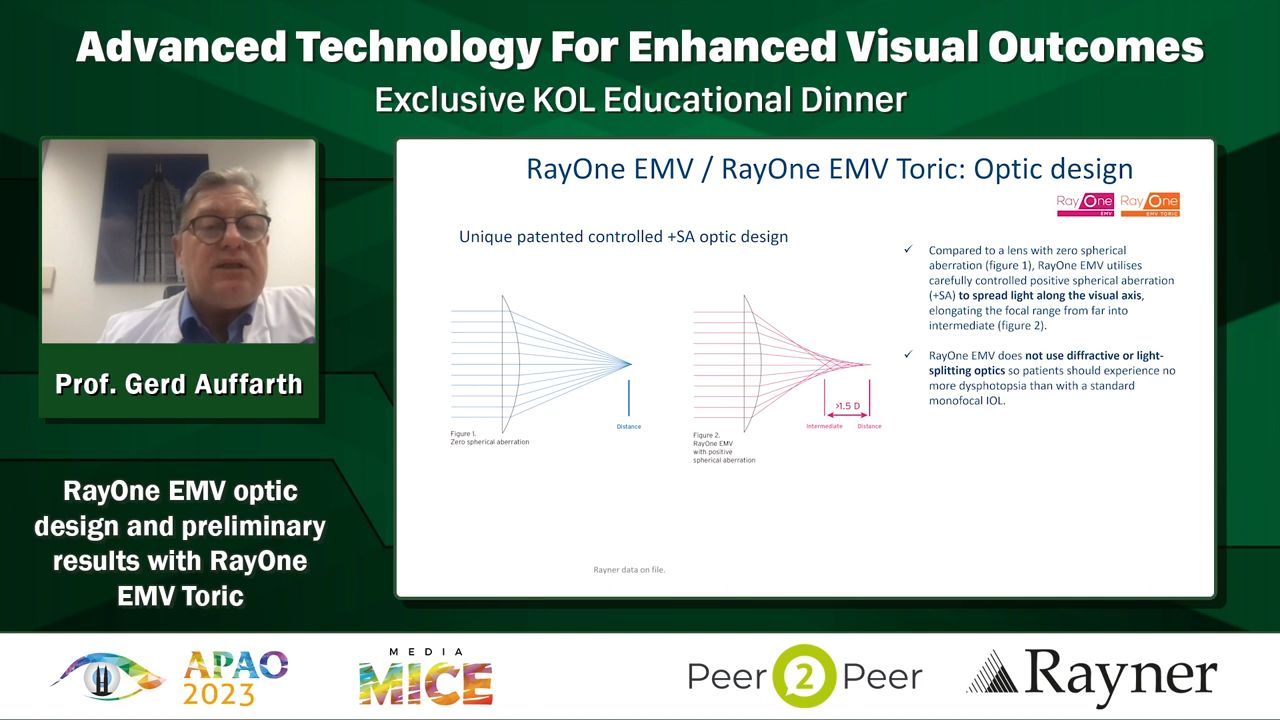 Advanced Technology For Enhanced Visual Outcomes
Exclusive KOL Educational Dinner
Prof. Gerd Auffarth
RayOne EMV optic
design and preliminary
results with RayOne
EMV Toric
RayOne EMV / RayOne EMV Toric: Optic design
RayOne
EMV
RayOne
EMV TORIC
Unique patented controlled +SA optic design
Distance
Figure 1.
Zero spherical aberration
>1.5 D
Intermediate
Distance
Figure 2.
RayOne EMV
with positive
spherical aberration
✓ Compared to a lens with zero spherical
aberration (figure 1), RayOne EMV utilises
carefully controlled positive spherical aberration
(+SA) to spread light along the visual axis,
elongating the focal range from far into
intermediate (figure 2).
✓ RayOne EMV does not use diffractive or light-
splitting optics so patients should experience no
more dysphotopsia than with a standard
monofocal IOL.
Rayner data on file.
APAO
2023
MEDIA
MICE
Peer 2 Peer
Rayner